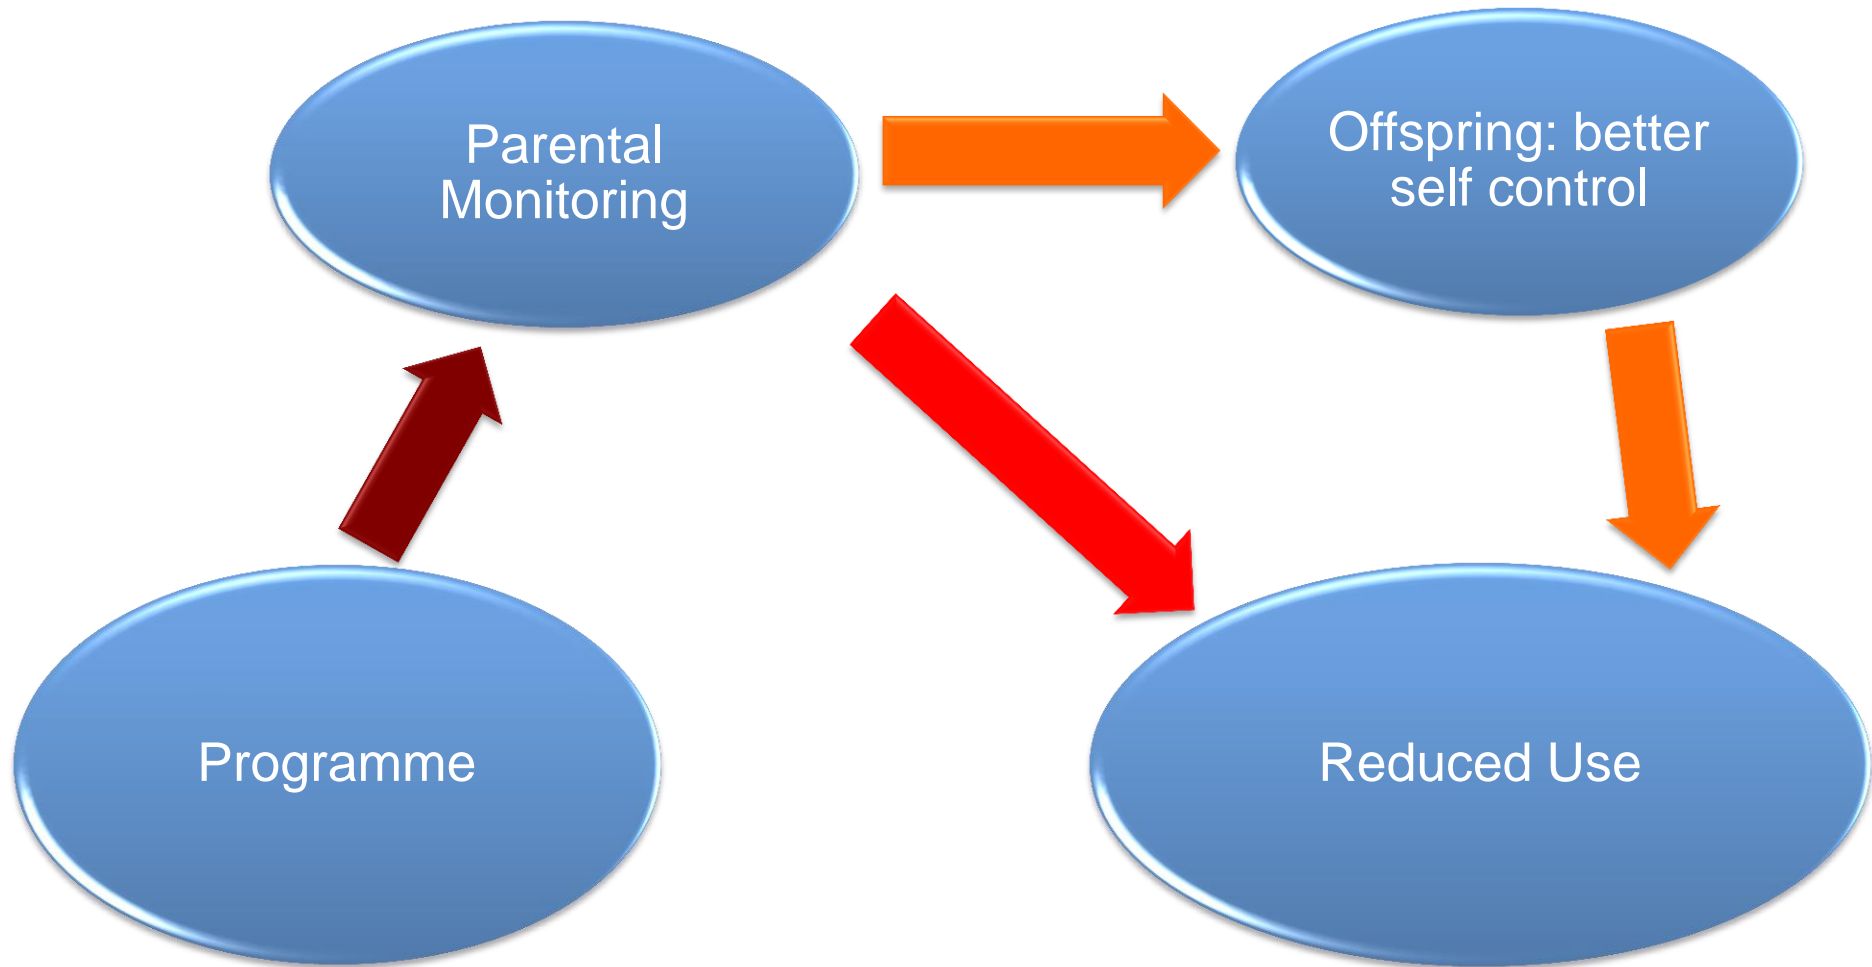 Parental
Monitoring
Offspring: better
self control
Programme
Reduced Use